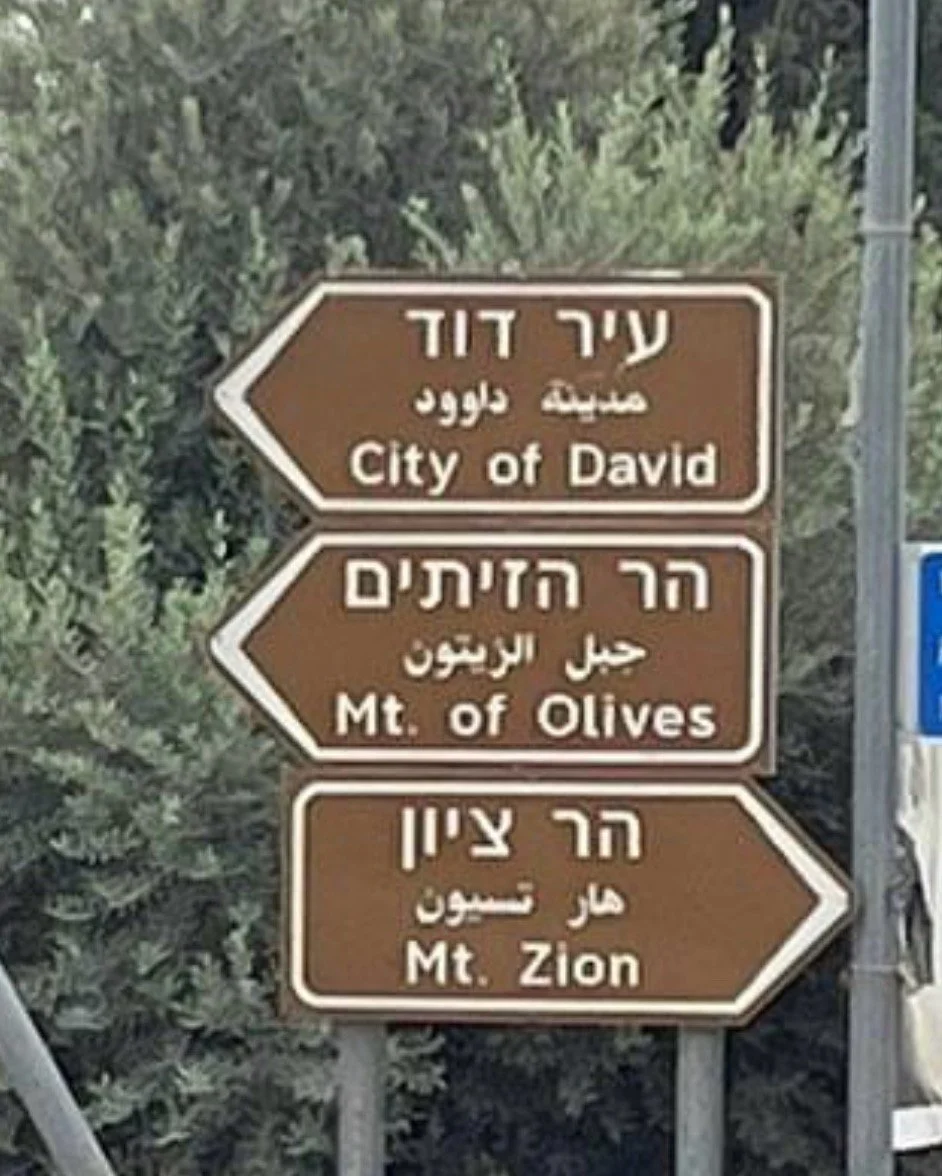 עיר דוד
مدينة داوود
City of David
הר הזיתים
جبل الزيتون
Mt. of Olives
הר ציון
هار تسيون
Mt. Zion